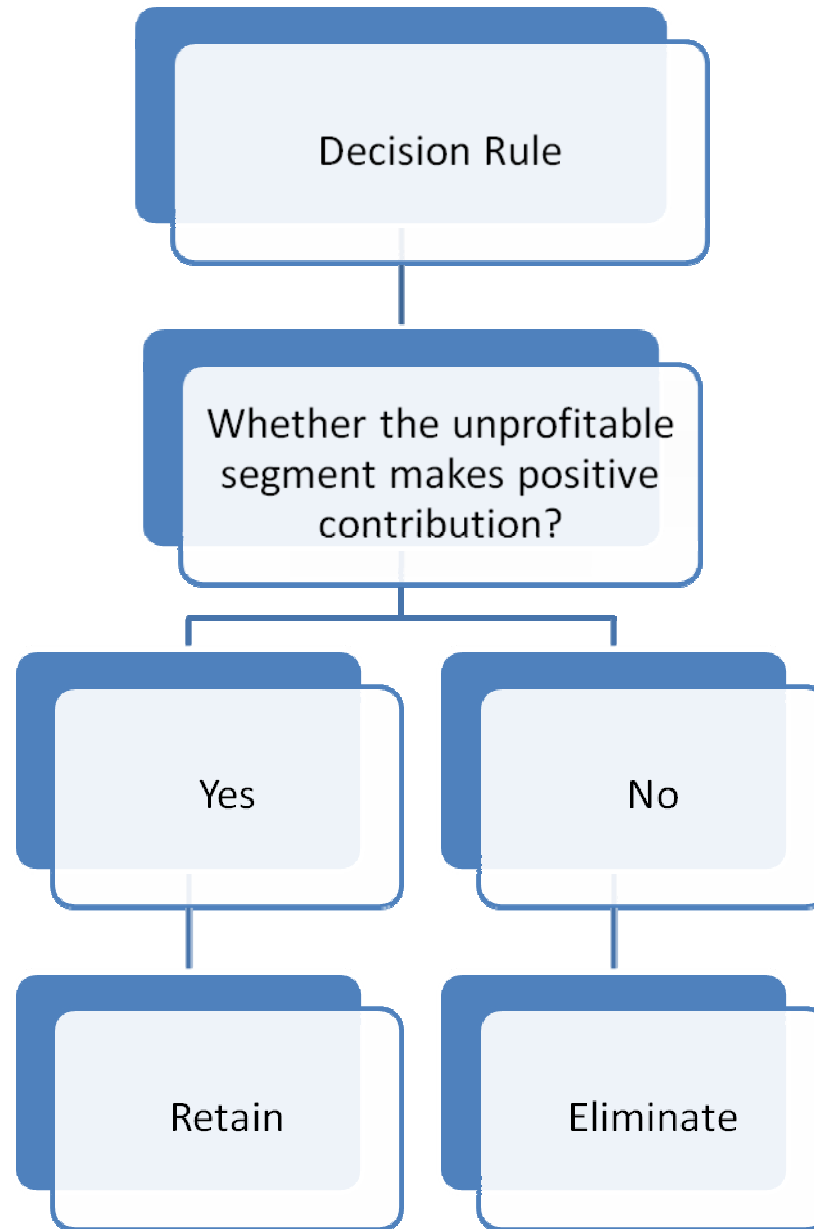 Decision Rule
Whether the unprofitable
segment makes positive
contribution?
Yes
No
Retain
Eliminate